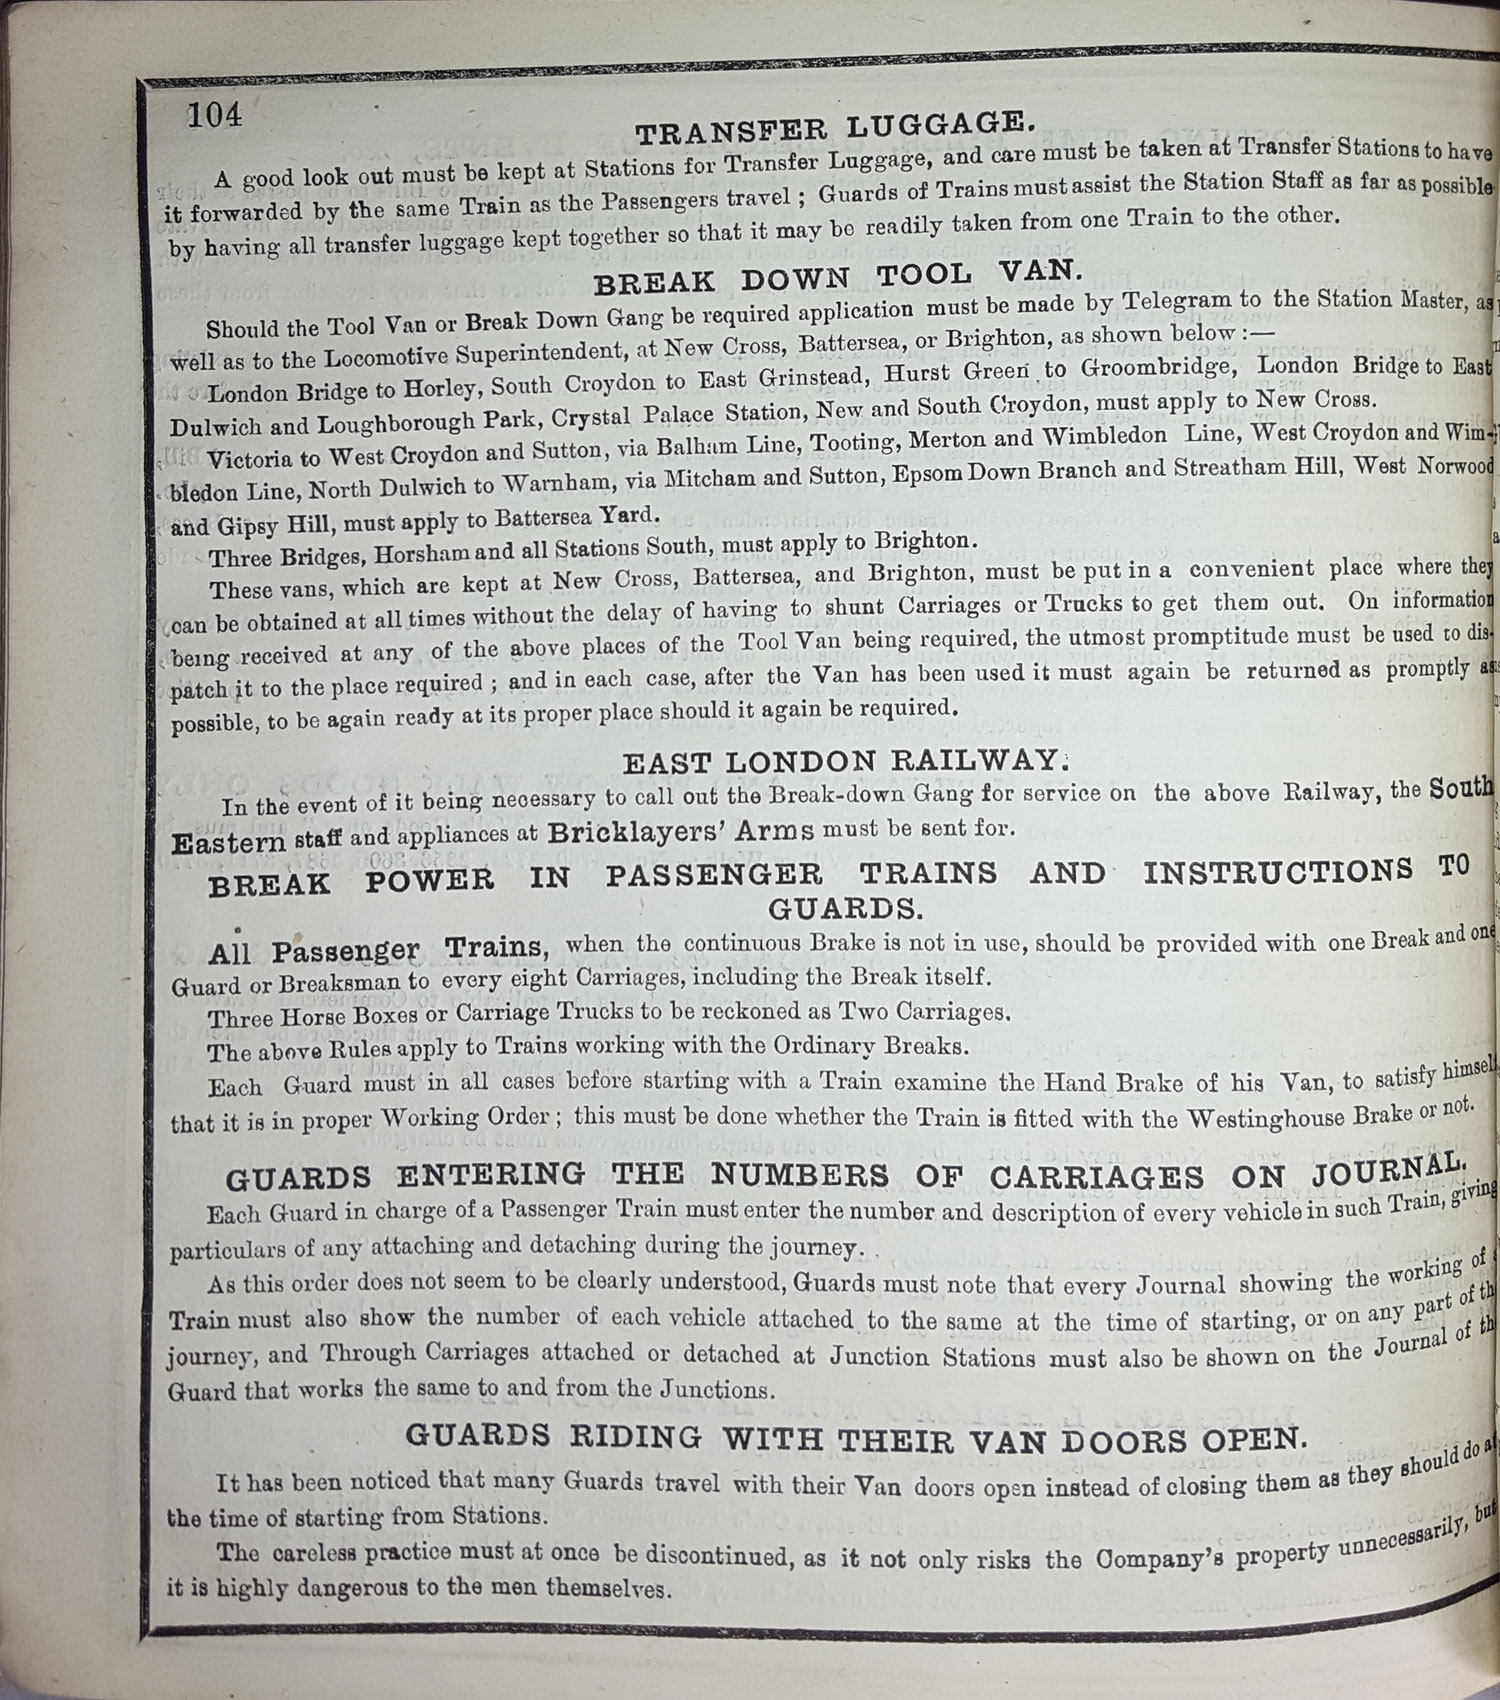 104
TRANSFER LUGGAGE.
A good look out must be kept at Stations for Transfer Luggage, and care must be taken at Transfer Stations to have
it forwarded by the same Train as the Passengers travel ; Guards of Trains must assist the Station Staff as far as possible
by having all transfer luggage kept together so that it may be readily taken from one Train to the other.
BREAK DOWN TOOL VAN.
Should the Tool Van or Break Down Gang be required application must be made by Telegram to the Station Master, as
well as to the Locomotive Superintendent, at New Cross, Battersea, or Brighton, as shown below :—
London Bridge to Horley, South Croydon to East Grinstead, Hurst Green to Groombridge, London Bridge to East
Dulwich and Loughborough Park, Crystal Palace Station, New and South Croydon, must apply to New Cross.
Victoria to West Croydon and Sutton, via Balham Line, Tooting, Merton and Wimbledon Line, West Croydon and Wim-
bledon Line, North Dulwich to Warnham, via Mitcham and Sutton, Epsom Down Branch and Streatham Hill, West Norwood
and Gipsy Hill, must apply to Battersea Yard.
Three Bridges, Horsham and all Stations South, must apply to Brighton.
These vans, which are kept at New Cross, Battersea, and Brighton, must be put in a convenient place where they
can be obtained at all times without the delay of having to shunt Carriages or Trucks to get them out. On information
being received at any of the above places of the Tool Van being required, the utmost promptitude must be used to dis-
patch it to the place required ; and in each case, after the Van has been used it must again be returned as promptly as
possible, to be again ready at its proper place should it again be required.
EAST LONDON RAILWAY.
In the event of it being necessary to call out the Break-down Gang for service on the above Railway, the South
Eastern staff and appliances at Bricklayers' Arms must be sent for.
BREAK POWER IN PASSENGER TRAINS AND INSTRUCTIONS TO
GUARDS.
All Passenger Trains, when the continuous Brake is not in use, should be provided with one Break and one
Guard or Breaksman to every eight Carriages, including the Break itself.
Three Horse Boxes or Carriage Trucks to be reckoned as Two Carriages.
The above Rules apply to Trains working with the Ordinary Breaks.
Each Guard must in all cases before starting with a Train examine the Hand Brake of his Van, to satisfy himself
that it is in proper Working Order ; this must be done whether the Train is fitted with the Westinghouse Brake or not.
GUARDS ENTERING THE NUMBERS OF CARRIAGES ON JOURNAL.
Each Guard in charge of a Passenger Train must enter the number and description of every vehicle in such Train, giving
particulars of any attaching and detaching during the journey.
As this order does not seem to be clearly understood, Guards must note that every Journal showing the working of
Train must also show the number of each vehicle attached to the same at the time of starting, or on any part of th
journey, and Through Carriages attached or detached at Junction Stations must also be shown on the Journal of th
Guard that works the same to and from the Junctions.
GUARDS RIDING WITH THEIR VAN DOORS OPEN.
It has been noticed that many Guards travel with their Van doors open instead of closing them as they should do at
the time of starting from Stations.
The careless practice must at once be discontinued, as it not only risks the Company's property unnecessarily, but
it is highly dangerous to the men themselves.